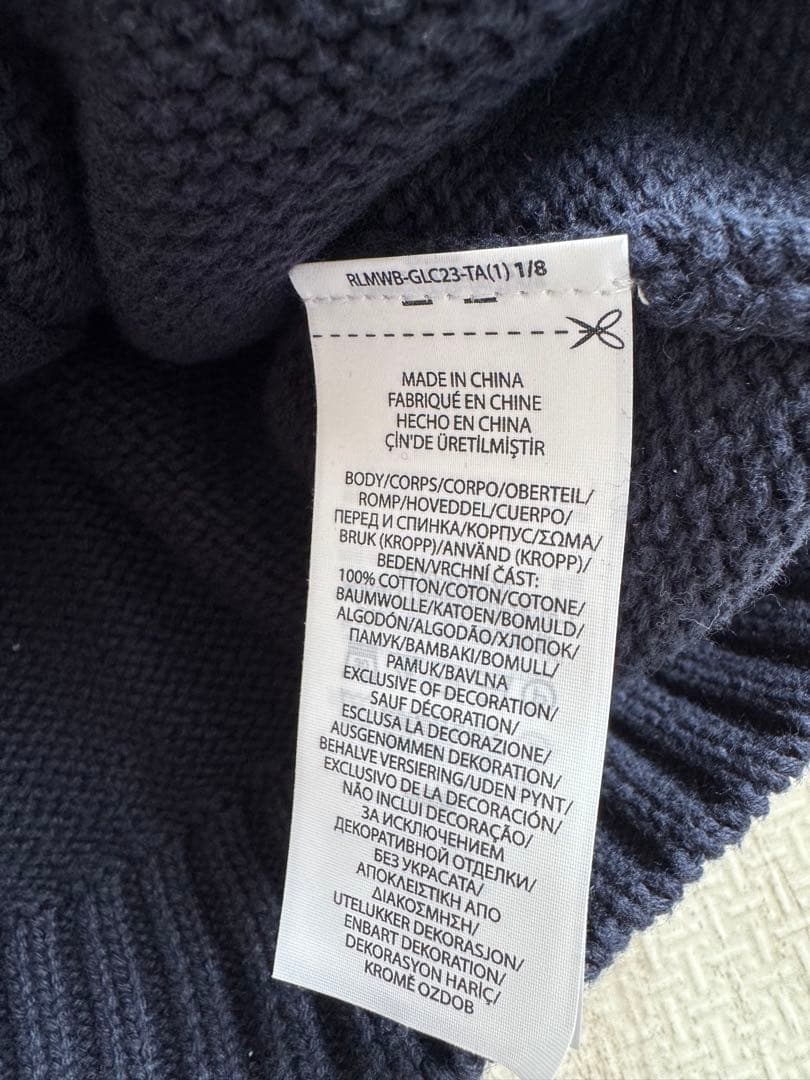 RLMWB-GLC23-TA(1) 1/8
MADE IN CHINA
FABRIQUÉ EN CHINE
HECHO EN CHINA
ÇİN'DE ÜRETİLMİŞTİR
BODY/CORPS/CORPO/OBERTEIL/
ROMP/HOVEDDEL/CUERPO/
ПЕРЕД И СПИНКА/КОРПУС/ΣΩΜΑ/
BRUK (KROPP)/ANVÄND (KROPP)/
BEDEN/VRCHNÍ ČÁST:
100% COTTON/COTON/COTONE/
BAUMWOLLE/KATOEN/BOMULD/
ALGODÓN/ALGODÃO/ХЛОПОК/
ПАМУК/BAMBAKI/BOMULL/
PAMUK/BAVLNA
EXCLUSIVE OF DECORATION/
SAUF DÉCORATION/
ESCLUSA LA DECORAZIONE/
AUSGENOMMEN DEKORATION/
BEHALVE VERSIERING/UDEN PYNT/
EXCLUSIVO DE LA DECORACIÓN/
NÃO INCLUI DECORAÇÃO/
ЗА ИСКЛЮЧЕНИЕМ
ДЕКОРАТИВНОЙ ОТДЕЛКИ/
БЕЗ УКРАСАТА/
ΑΠΟΚΛΕΙΣΤΙΚΗ ΑΠΟ
ΔΙΑΚΟΣΜΗΣΗ/
UTELUKKER DEKORASJON/
ENBART DEKORATION/
DEKORASYON HARİÇ/
KROMĚ OZDOB